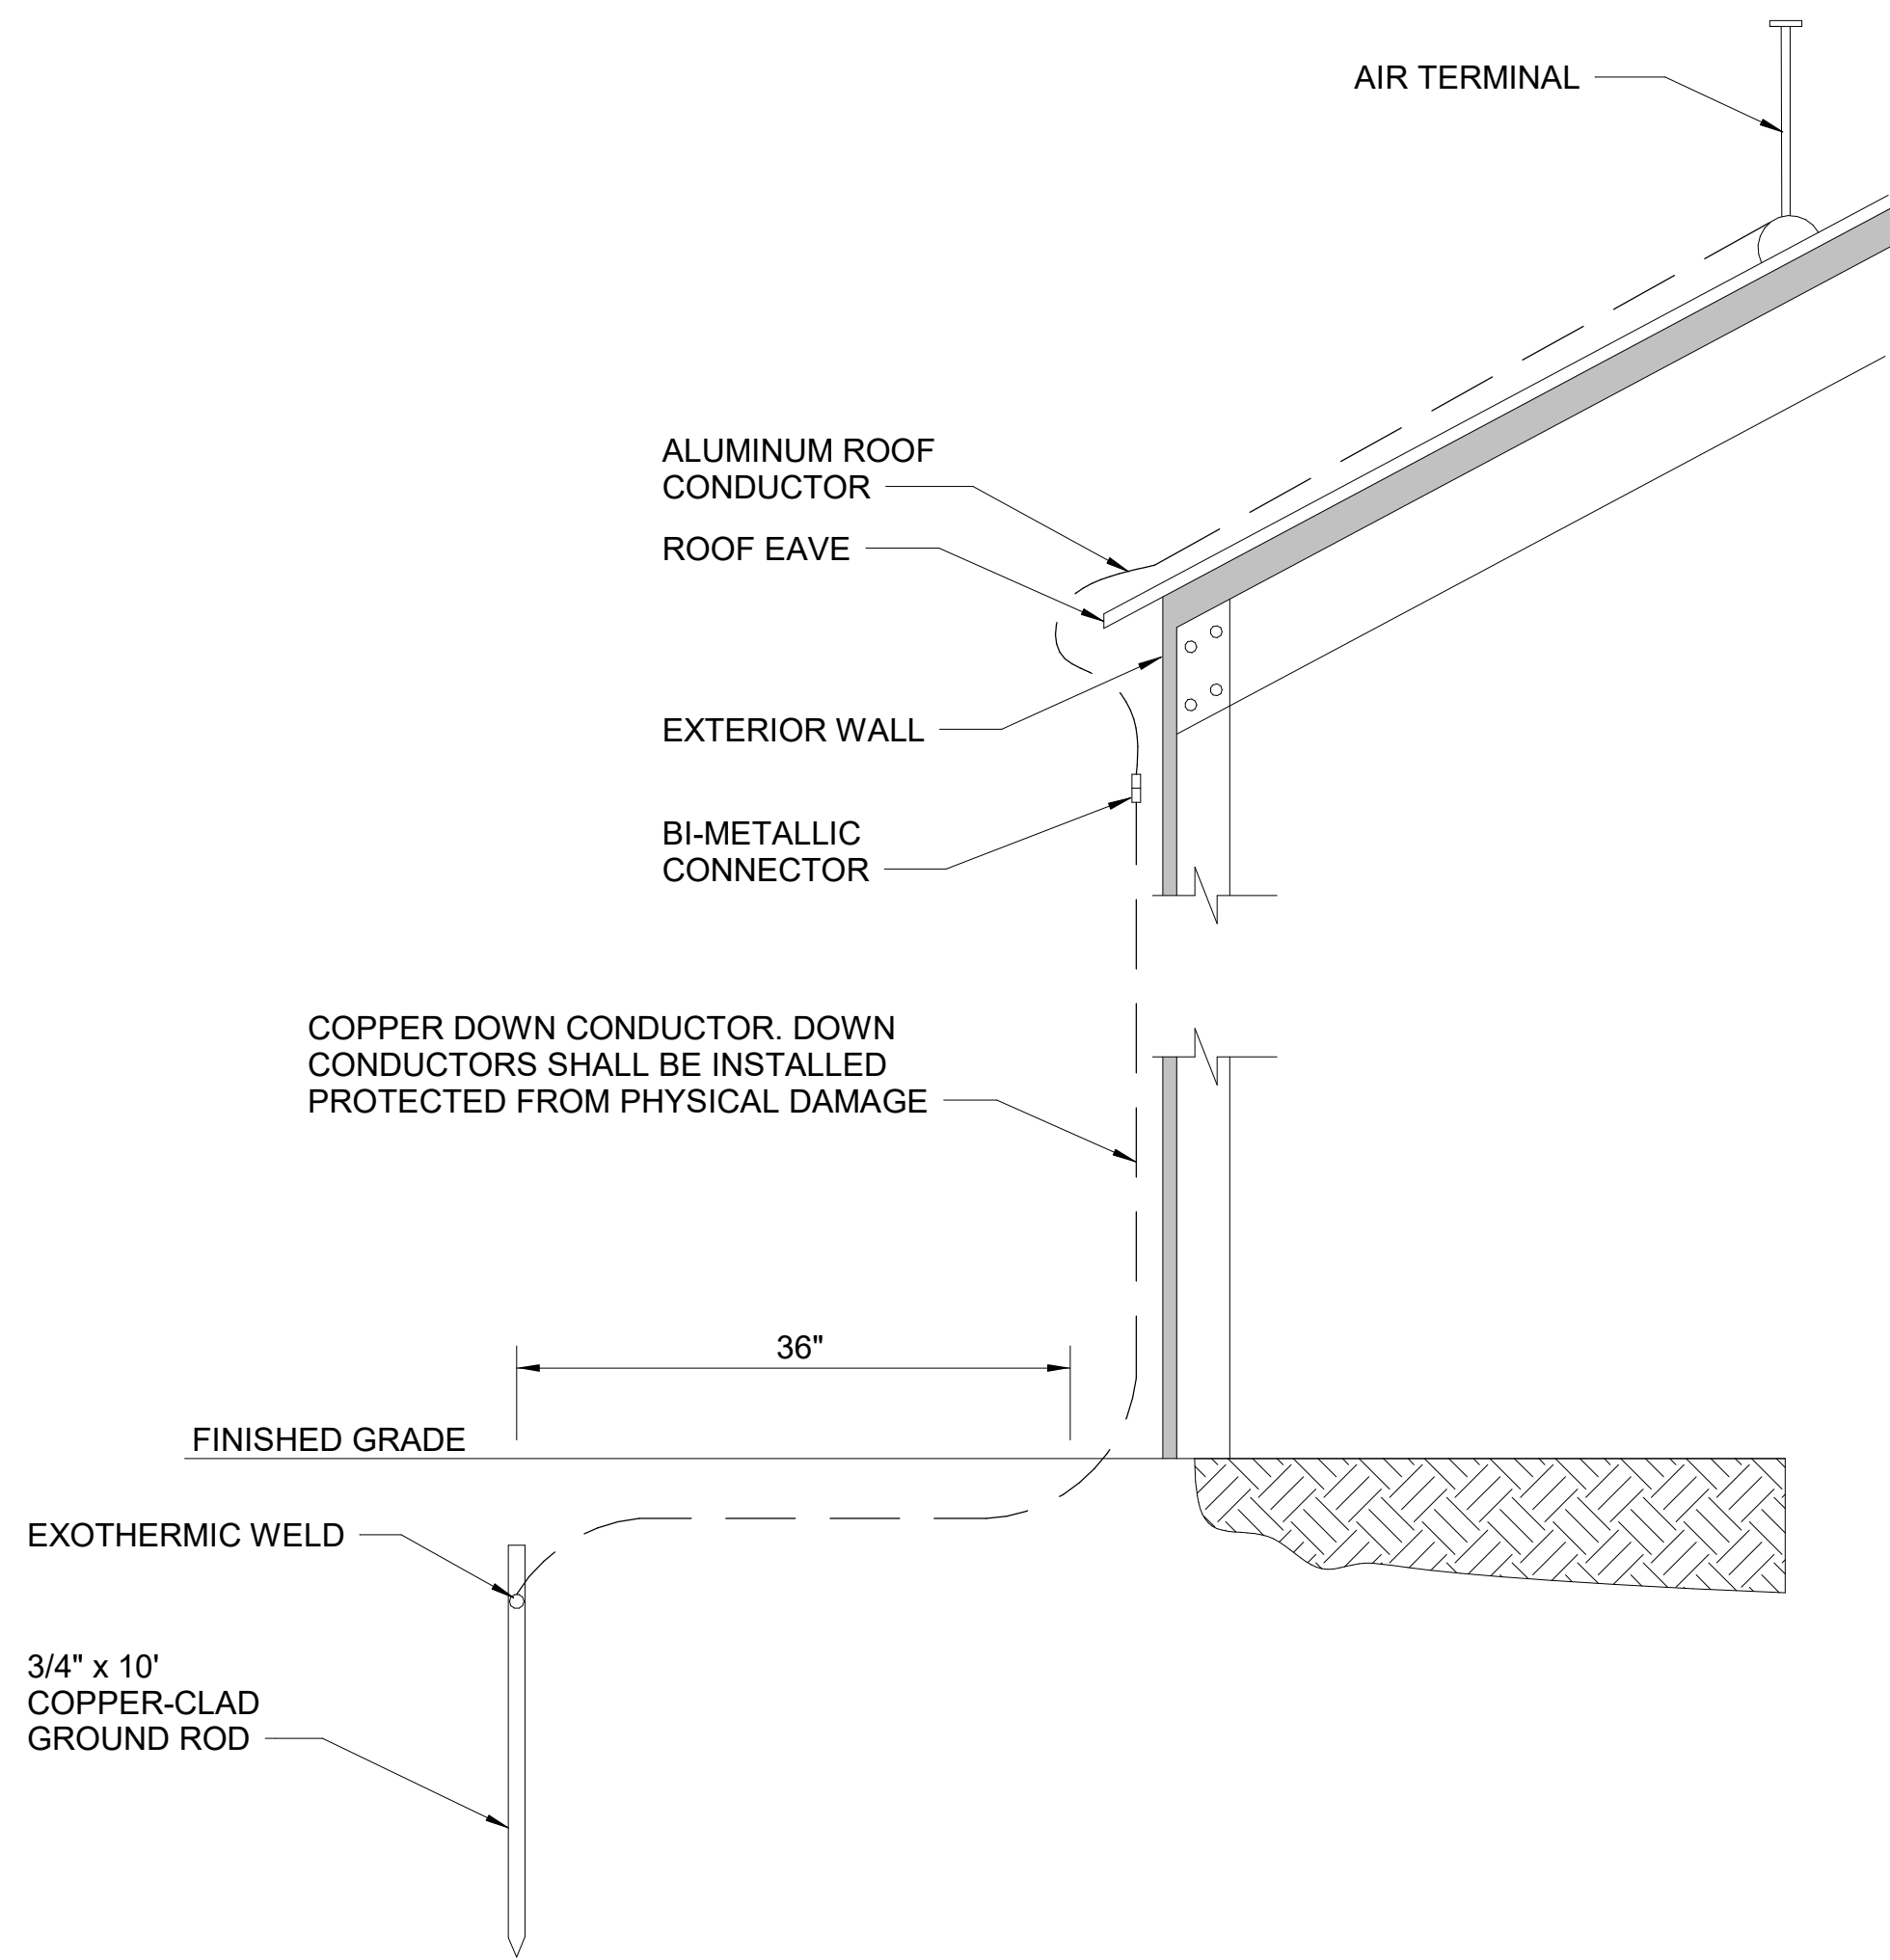 AIR TERMINAL
ALUMINUM ROOF
CONDUCTOR
ROOF EAVE
EXTERIOR WALL
BI-METALLIC
CONNECTOR
COPPER DOWN CONDUCTOR. DOWN
CONDUCTORS SHALL BE INSTALLED
PROTECTED FROM PHYSICAL DAMAGE
36"
FINISHED GRADE
EXOTHERMIC WELD
3/4" x 10'
COPPER-CLAD
GROUND ROD